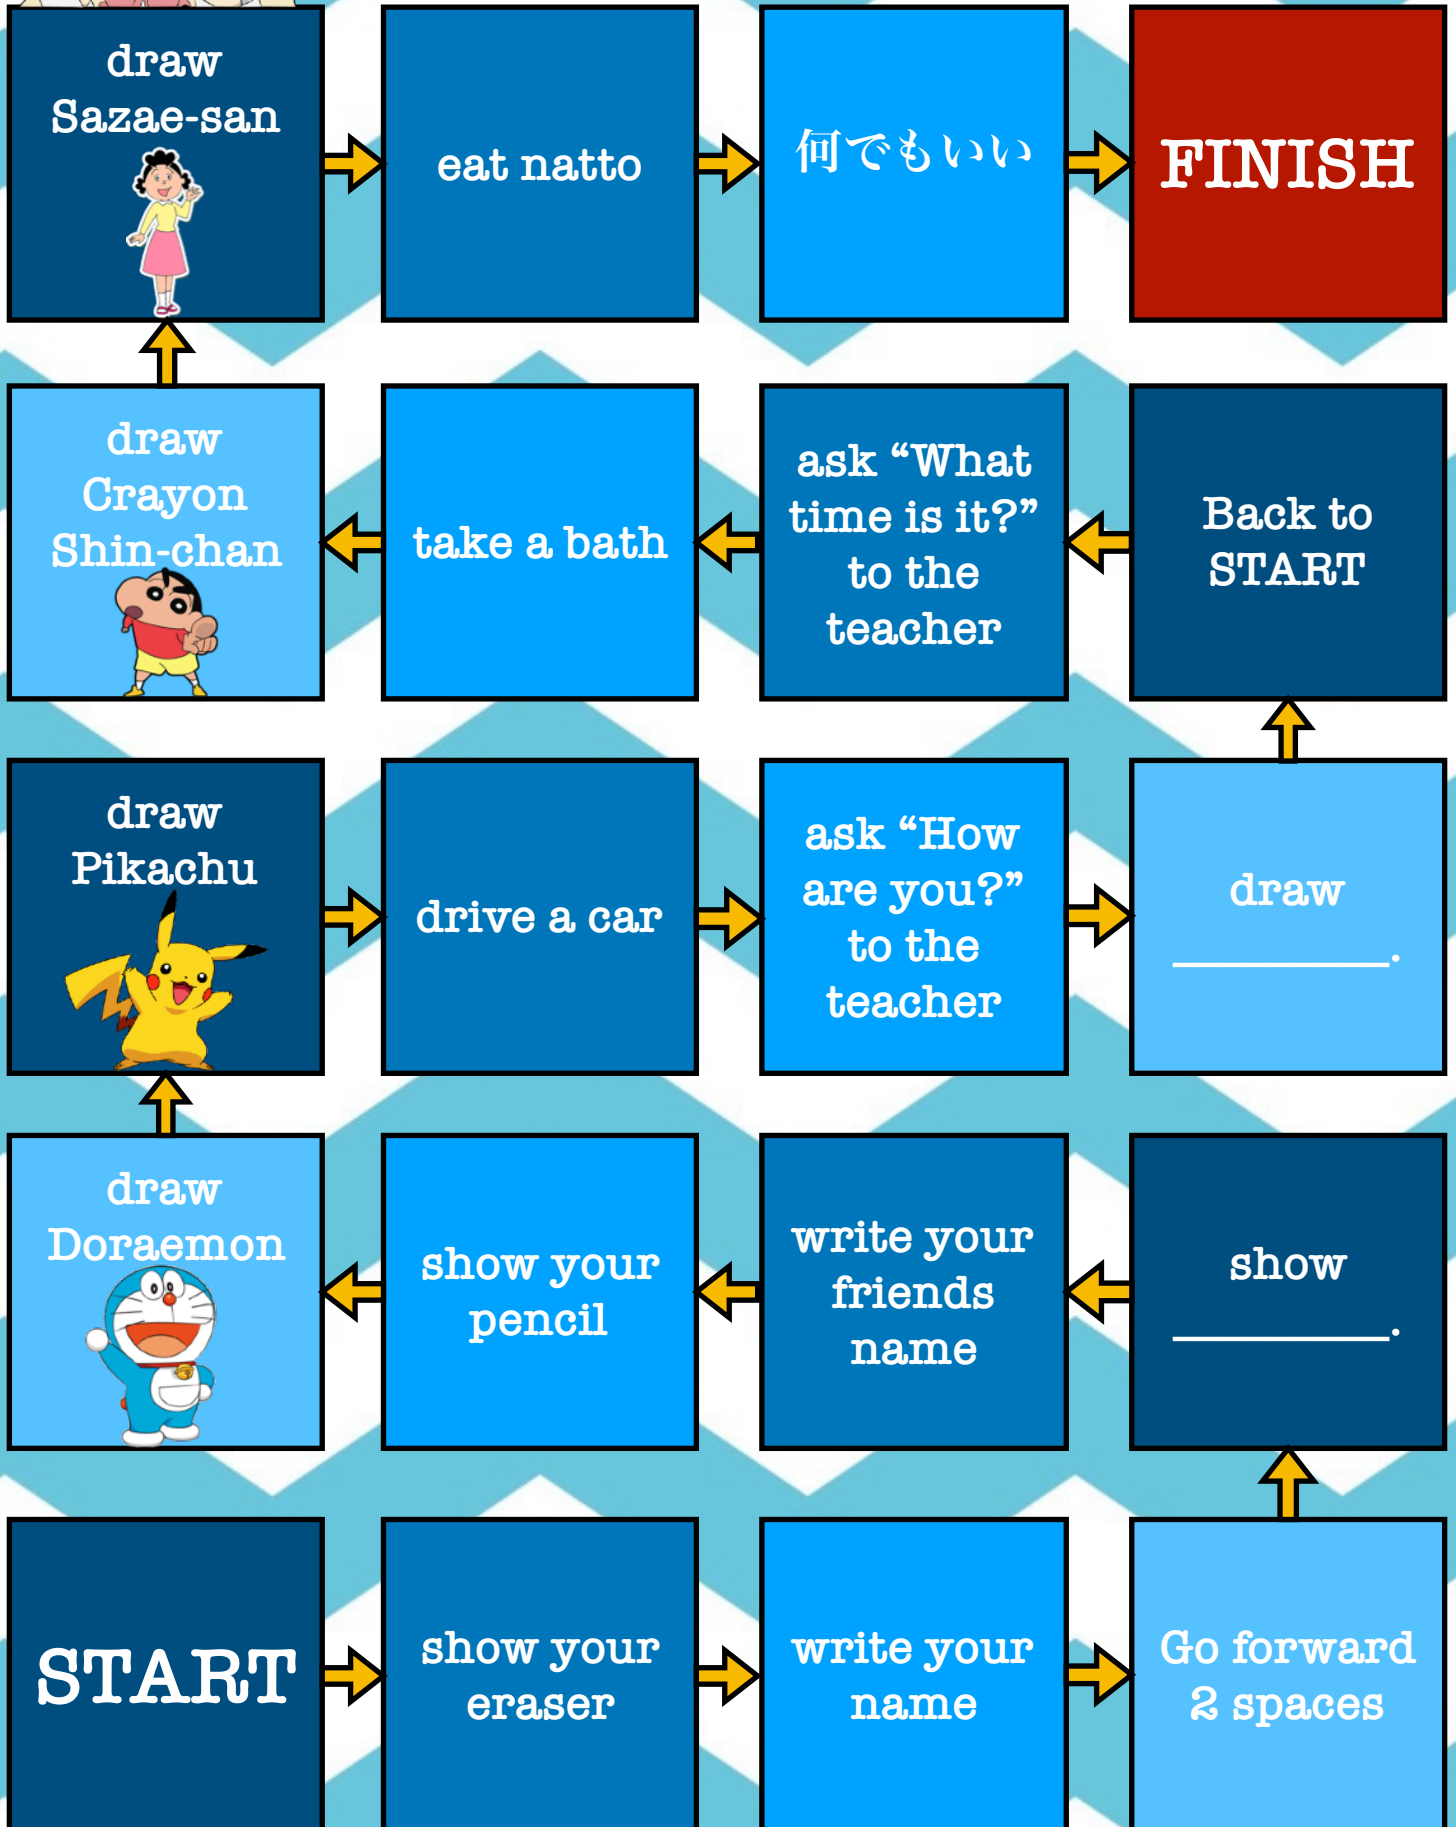 draw
Sazae-san
eat natto
何でもいい
FINISH
draw
Crayon
Shin-chan
take a bath
ask “What
time is it?”
to the
teacher
Back to
START
draw
Pikachu
drive a car
ask “How
are you?”
to the
teacher
draw
__________.
draw
Doraemon
show your
pencil
write your
friends
name
show
__________.
START
show your
eraser
write your
name
Go forward
2 spaces